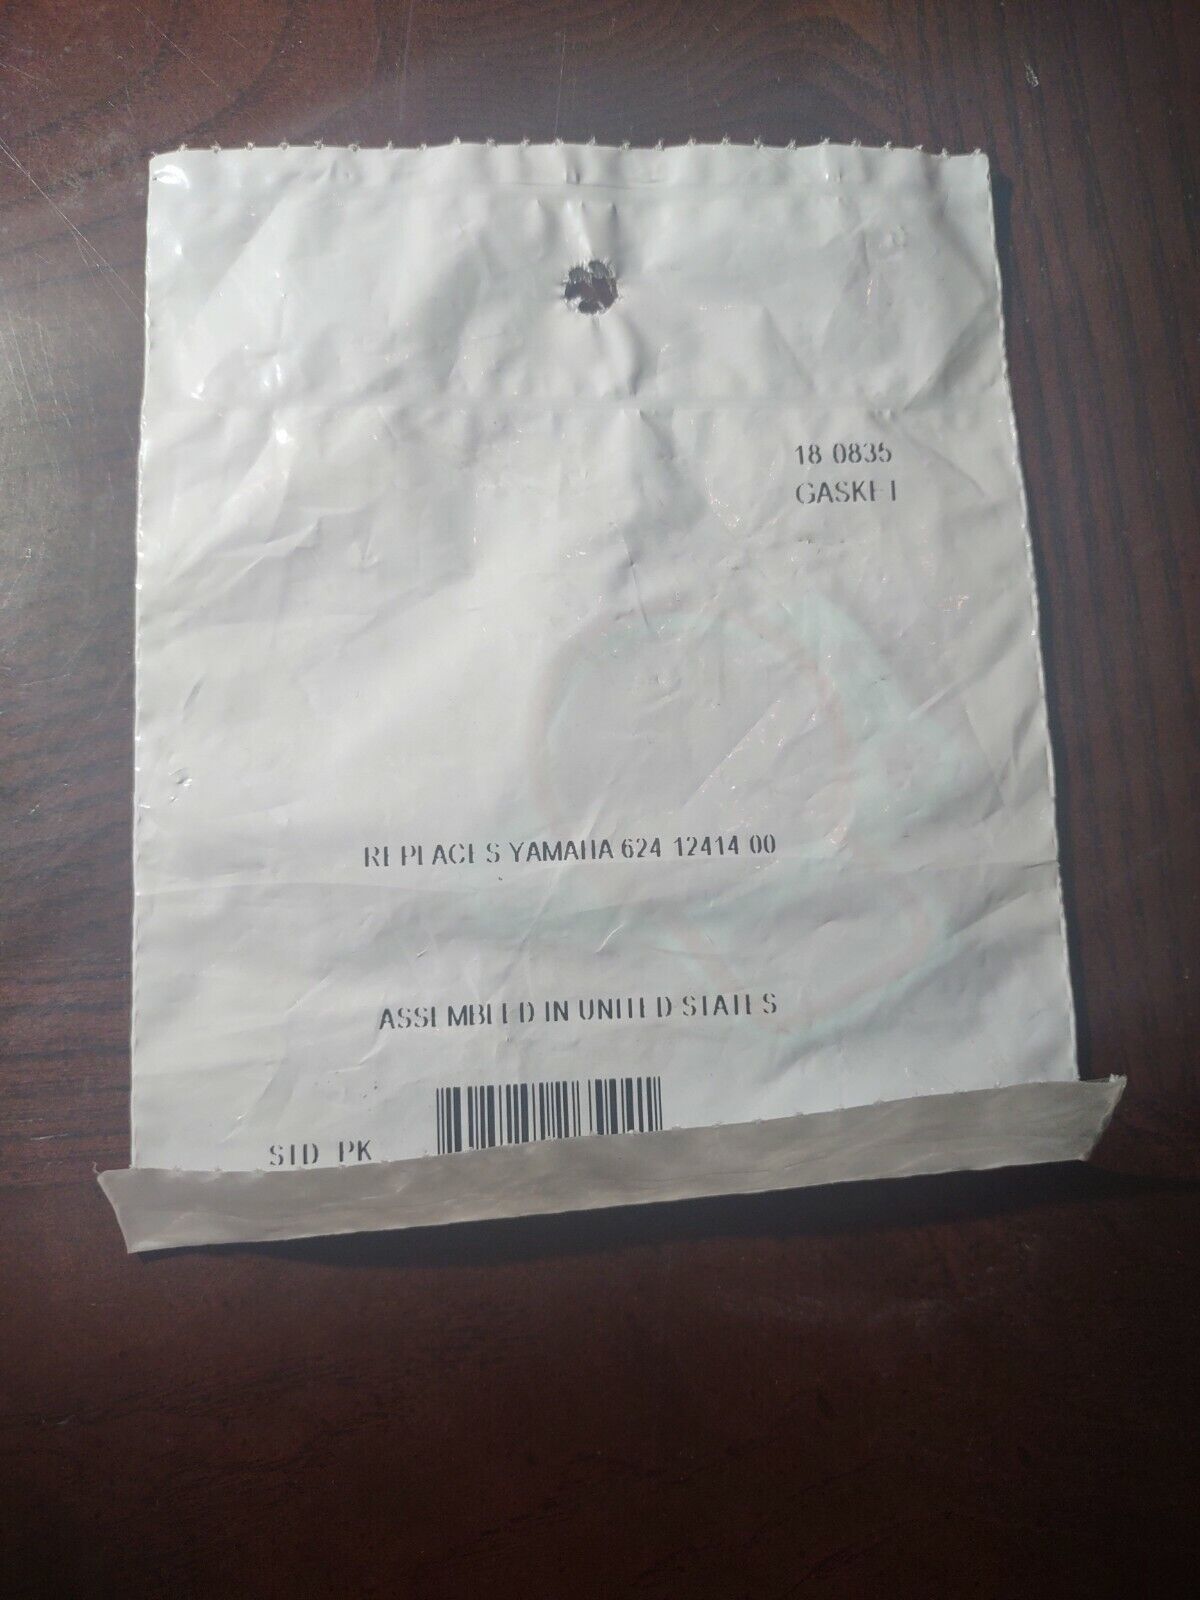 18 0835
GASKET
REPLACES YAMAHA 624 12414 00
ASSEMBLED IN UNITED STATES
STD PK